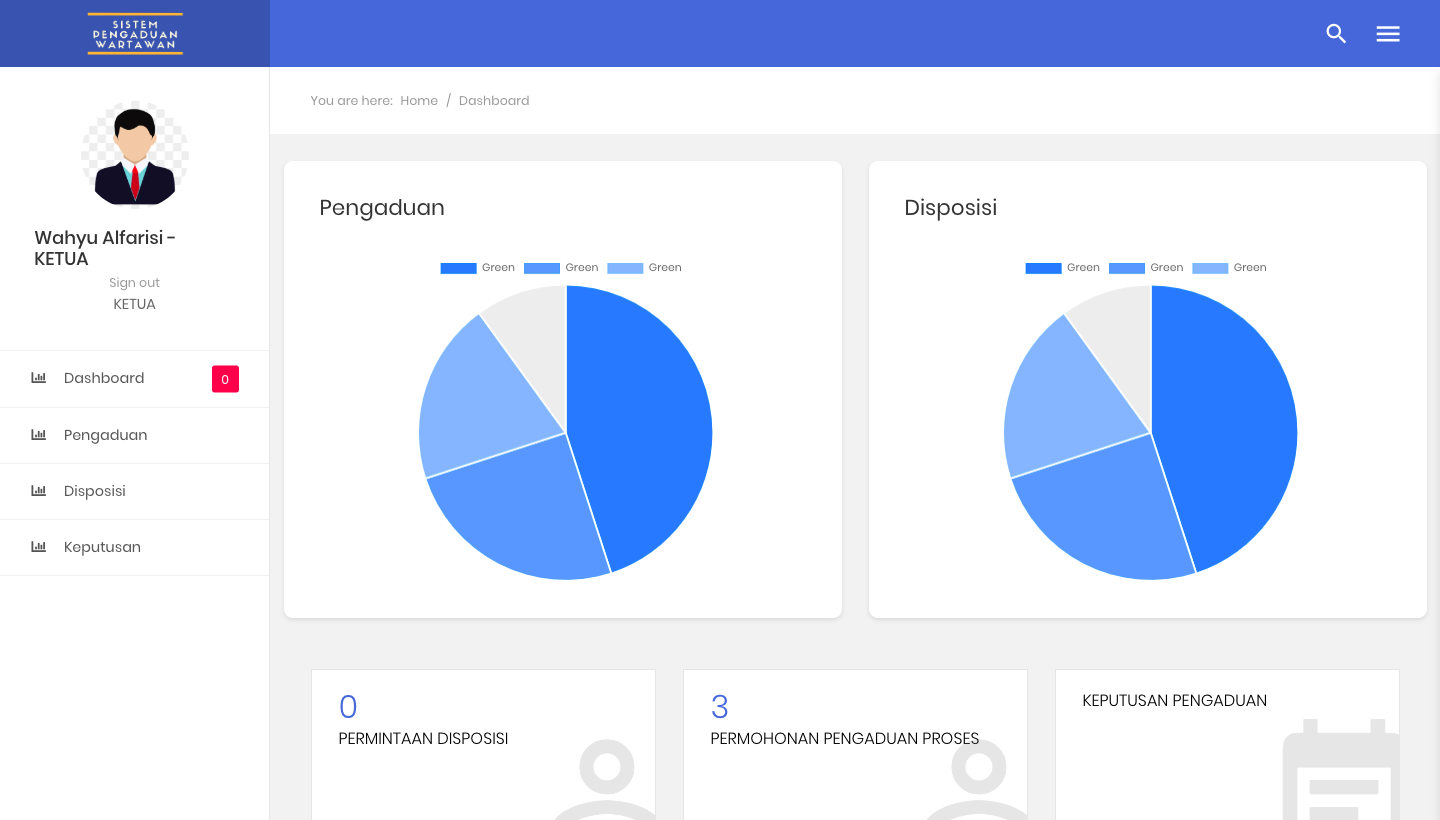 SISTEM
PENGADUAN
WARTAWAN
You are here: Home / Dashboard
Wahyu Alfarisi -
KETUA
Sign out
KETUA
Dashboard 0
Pengaduan
Disposisi
Keputusan
Pengaduan
Green Green Green
Disposisi
Green Green Green
0
PERMINTAAN DISPOSISI
3
PERMOHONAN PENGADUAN PROSES
KEPUTUSAN PENGADUAN